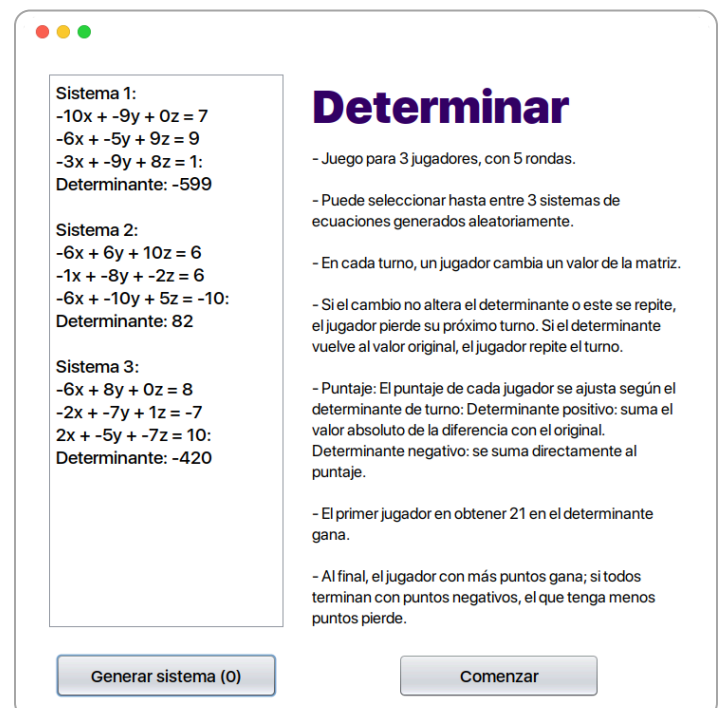 Sistema 1:
-10x + -9y + 0z = 7
-6x + -5y + 9z = 9
-3x + -9y + 8z = 1:
Determinante: -599
Sistema 2:
-6x + 6y + 10z = 6
-1x + -8y + -2z = 6
-6x + -10y + 5z = -10:
Determinante: 82
Sistema 3:
-6x + 8y + 0z = 8
-2x + -7y + 1z = -7
2x + -5y + -7z = 10:
Determinante: -420
Determinar
- Juego para 3 jugadores, con 5 rondas.
- Puede seleccionar hasta entre 3 sistemas de
ecuaciones generados aleatoriamente.
- En cada turno, un jugador cambia un valor de la matriz.
- Si el cambio no altera el determinante o este se repite,
el jugador pierde su próximo turno. Si el determinante
vuelve al valor original, el jugador repite el turno.
- Puntaje: El puntaje de cada jugador se ajusta según el
determinante de turno: Determinante positivo: suma el
valor absoluto de la diferencia con el original.
Determinante negativo: se suma directamente al
puntaje.
- El primer jugador en obtener 21 en el determinante
gana.
- Al final, el jugador con más puntos gana; si todos
terminan con puntos negativos, el que tenga menos
puntos pierde.
Generar sistema (0)
Comenzar